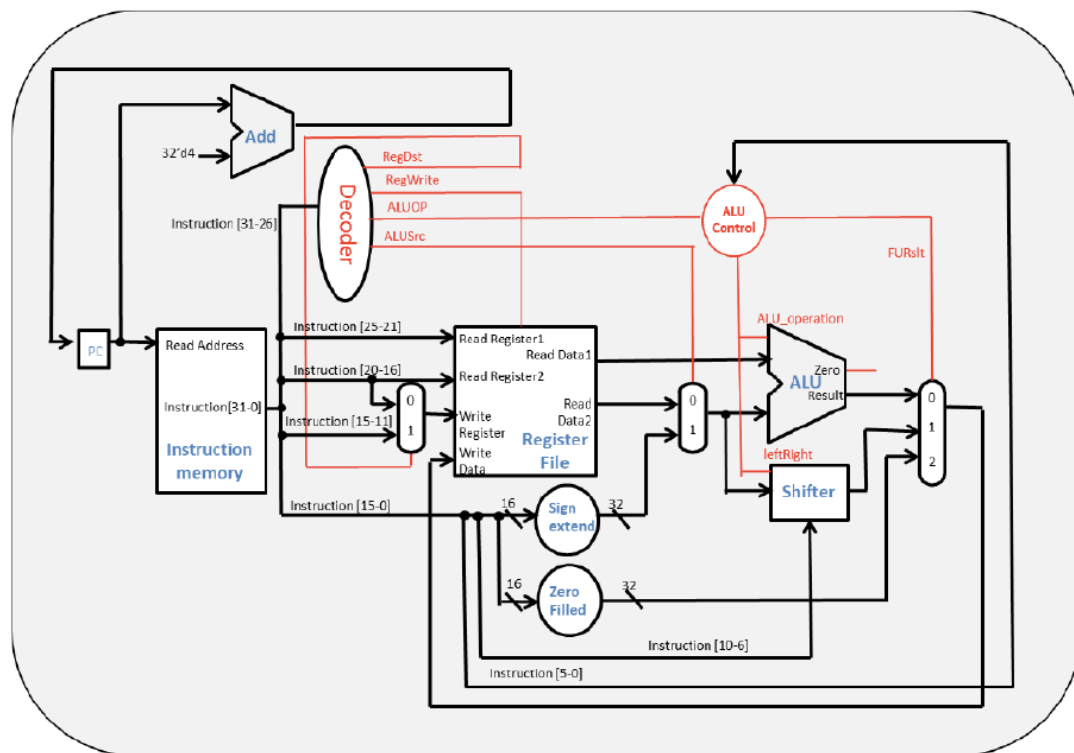 Add
32'd4
RegDst
RegWrite
ALUOP
ALUSrc
Decoder
Instruction [31-26]
ALU
Control
FURslt
PC
Read Address
Instruction[31-0]
Instruction
memory
Instruction [25-21]
Instruction [20-16]
Instruction [15-11]
0
1
Read Register1
Read Data1
Read Register2
Write
Register
Write
Data
Read
Data2
Register
File
0
1
ALU_operation
Zero
ALU
Result
leftRight
Shifter
0
1
2
Instruction [15-0]
16
Sign
extend
32
16
Zero
Filled
32
Instruction [10-6]
Instruction [5-0]